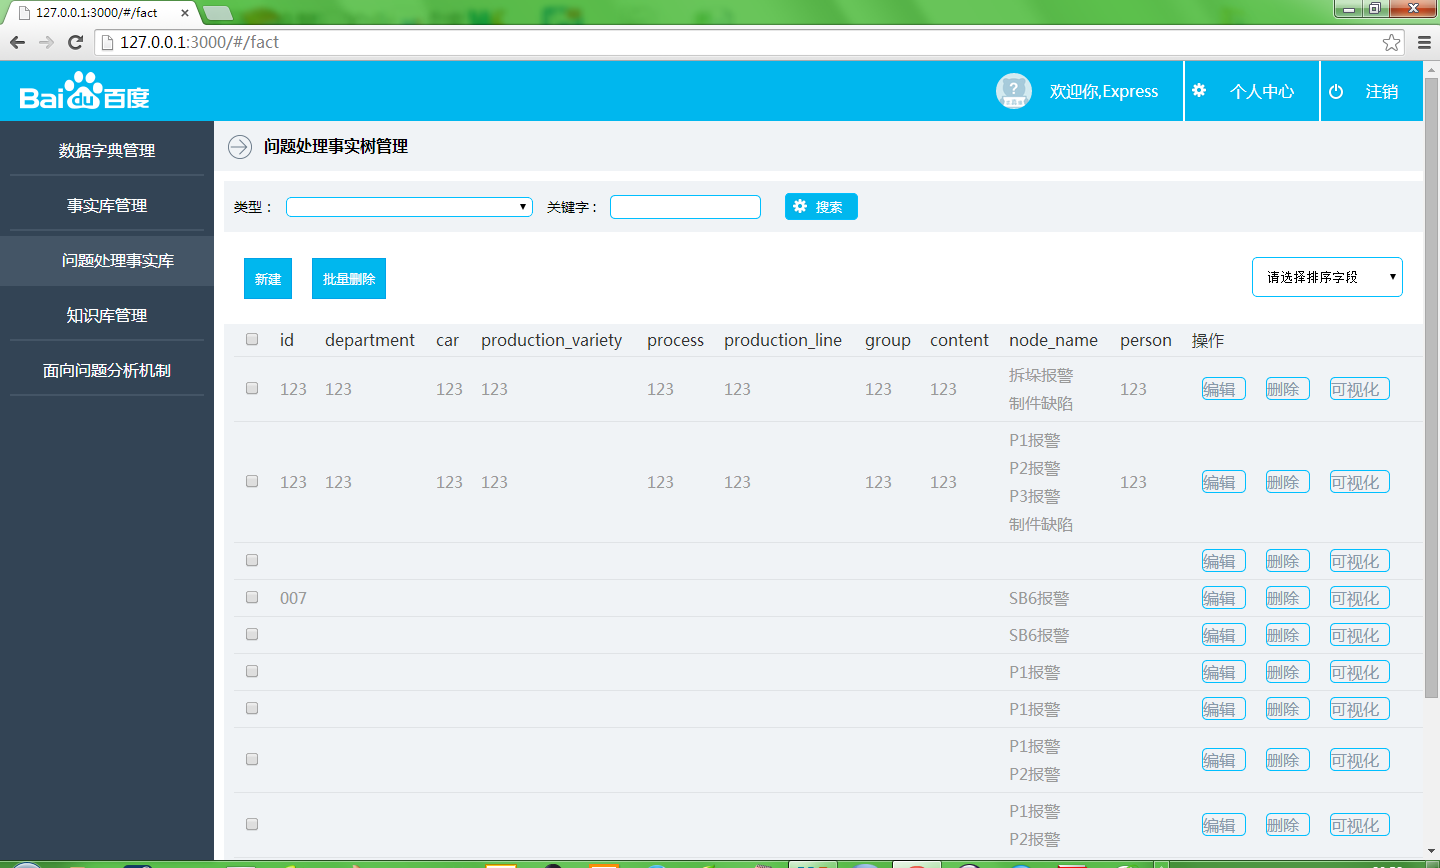 127.0.0.1:3000/#/fact
127.0.0.1:3000/#/fact
Baidu百度
欢迎你,Express
个人中心
注销
数据字典管理
事实库管理
问题处理事实库
知识库管理
面向问题分析机制
问题处理事实树管理
类型： 关键字： 搜索
新建 批量删除 请选择排序字段
id department car production_variety process production_line group content node_name person 操作
拆垛报警
123 123 123 123 123 123 123 123 123 编辑 删除 可视化
制件缺陷
P1报警
P2报警
123 123 123 123 123 123 123 123 123 编辑 删除 可视化
P3报警
制件缺陷
编辑 删除 可视化
007 SB6报警 编辑 删除 可视化
SB6报警 编辑 删除 可视化
P1报警 编辑 删除 可视化
P1报警 编辑 删除 可视化
P1报警
编辑 删除 可视化
P2报警
P1报警
编辑 删除 可视化
P2报警